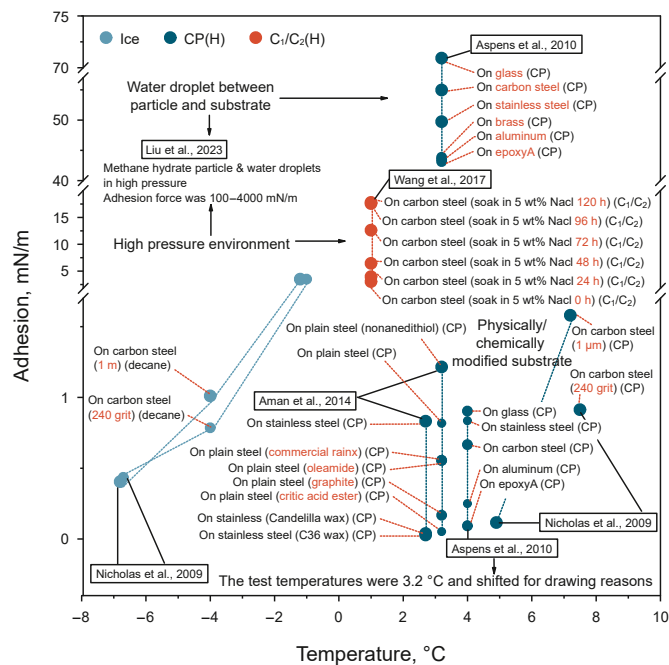 Ice
CP(H)
C₁/C₂(H)
Aspens et al., 2010
On glass (CP)
On carbon steel (CP)
On stainless steel (CP)
On brass (CP)
On aluminum (CP)
On epoxyA (CP)
Water droplet between
particle and substrate
Liu et al., 2023
Methane hydrate particle & water droplets
in high pressure
Adhesion force was 100–4000 mN/m
High pressure environment
Wang et al., 2017
On carbon steel (soak in 5 wt% Nacl 120 h) (C₁/C₂)
On carbon steel (soak in 5 wt% Nacl 96 h) (C₁/C₂)
On carbon steel (soak in 5 wt% Nacl 72 h) (C₁/C₂)
On carbon steel (soak in 5 wt% Nacl 48 h) (C₁/C₂)
On carbon steel (soak in 5 wt% Nacl 24 h) (C₁/C₂)
On carbon steel (soak in 5 wt% Nacl 0 h) (C₁/C₂)
Physically/
chemically
modified substrate
On plain steel (nonanedithiol) (CP)
On plain steel (CP)
On carbon steel
(1 µm) (CP)
On carbon steel
(240 grit) (CP)
On carbon steel
(1 m) (decane)
On carbon steel
(240 grit) (decane)
Aman et al., 2014
On stainless steel (CP)
On plain steel (commercial rainx) (CP)
On plain steel (oleamide) (CP)
On plain steel (graphite) (CP)
On plain steel (critic acid ester) (CP)
On stainless (Candelilla wax) (CP)
On stainless steel (C36 wax) (CP)
On glass (CP)
On stainless steel (CP)
On carbon steel (CP)
On aluminum (CP)
On epoxyA (CP)
Nicholas et al., 2009
Aspens et al., 2010
Nicholas et al., 2009
The test temperatures were 3.2 °C and shifted for drawing reasons
75
70
50
40
15
10
5
1
0
Adhesion, mN/m
−8
−6
−4
−2
0
2
4
6
8
10
Temperature, °C